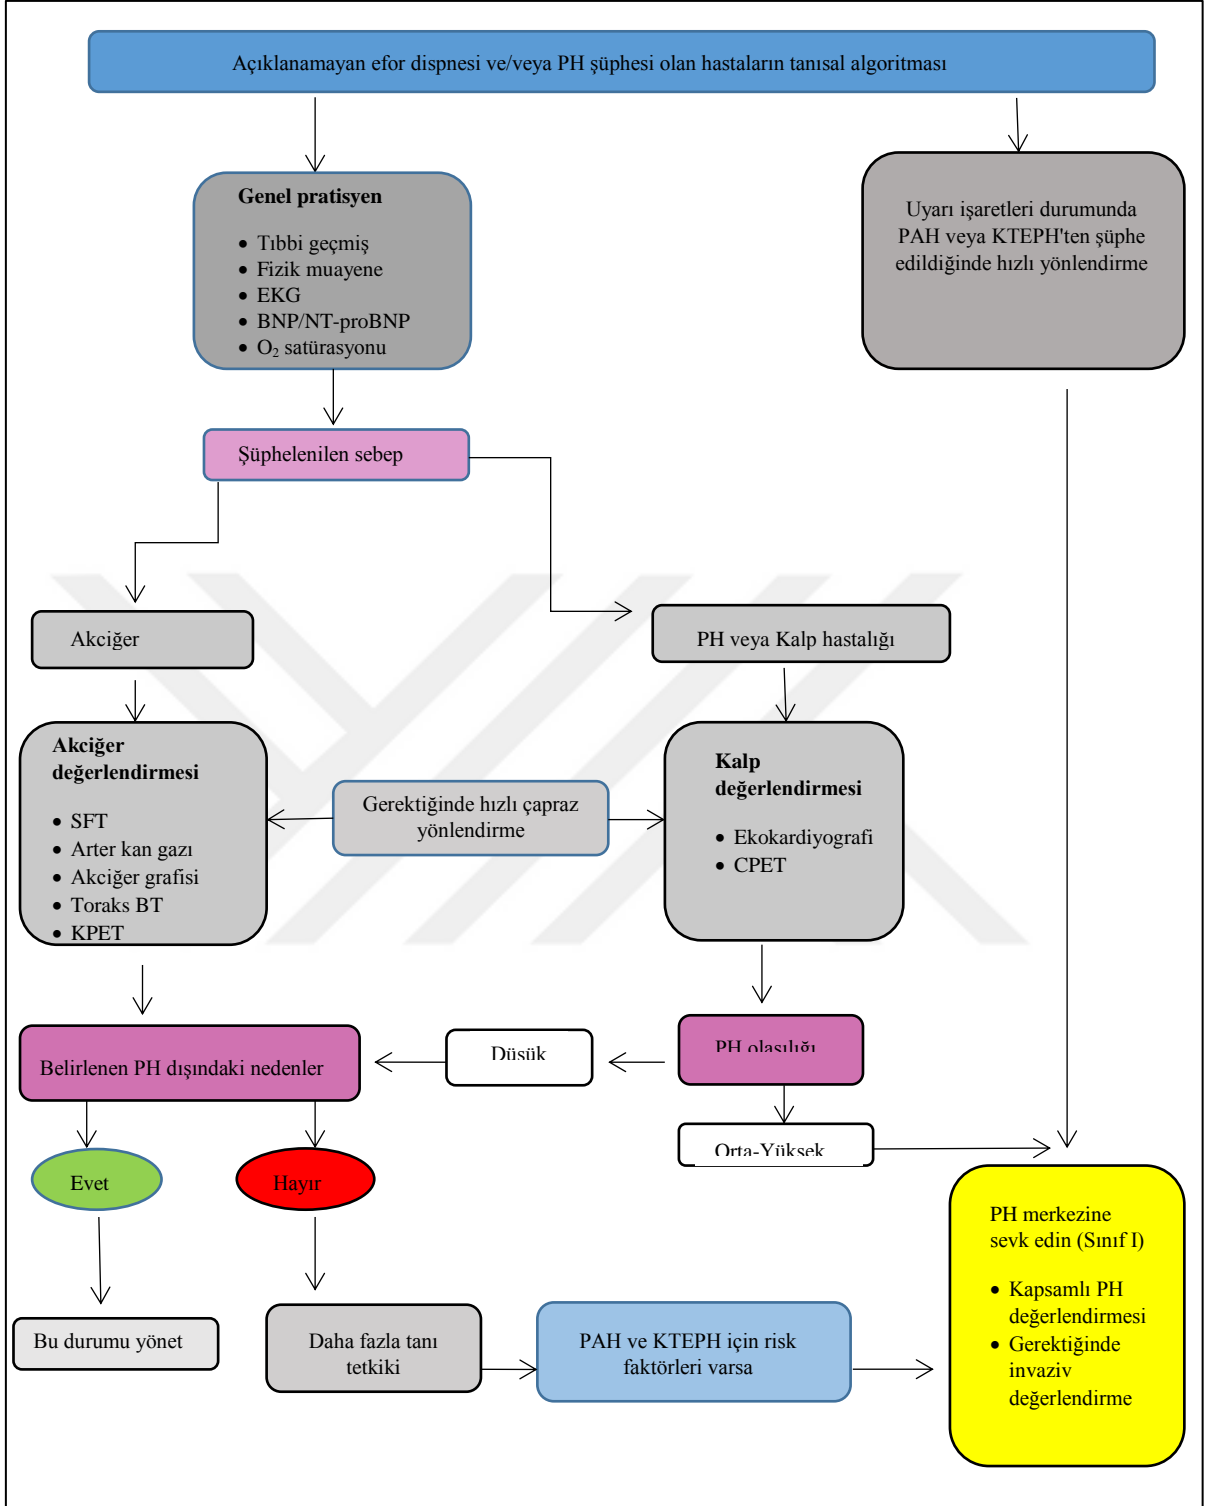 Açıklanamayan efor dispnesi ve/veya PH şüphesi olan hastaların tanısal algoritması
Genel pratisyen
• Tıbbi geçmiş
• Fizik muayene
• EKG
• BNP/NT-proBNP
• O₂ satürasyonu
Uyarı işaretleri durumunda
PAH veya KTEPH'ten şüphe
edildiğinde hızlı yönlendirme
Şüphelenilen sebep
Akciğer
PH veya Kalp hastalığı
Akciğer
değerlendirmesi
• SFT
• Arter kan gazı
• Akciğer grafisi
• Toraks BT
• KPET
Gerektiğinde hızlı çapraz
yönlendirme
Kalp
değerlendirmesi
• Ekokardiyografi
• CPET
Belirlenen PH dışındaki nedenler
Düşük
PH olasılığı
Orta-Yüksek
Evet
Hayır
Bu durumu yönet
Daha fazla tanı
tetkiki
PAH ve KTEPH için risk
faktörleri varsa
PH merkezine
sevk edin (Sınıf I)
• Kapsamlı PH
değerlendirmesi
• Gerektiğinde
invaziv
değerlendirme